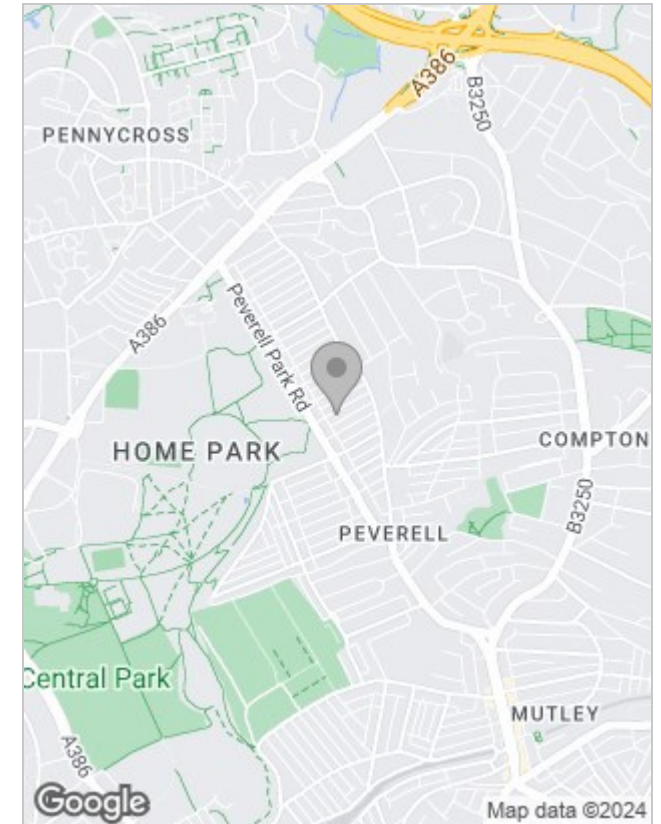 A386
B3250
PENNYCROSS
Peverell Park Rd
A386
HOME PARK
COMPTON
B3250
PEVERELL
Central Park
MUTLEY
A386
Google
Map data ©2024